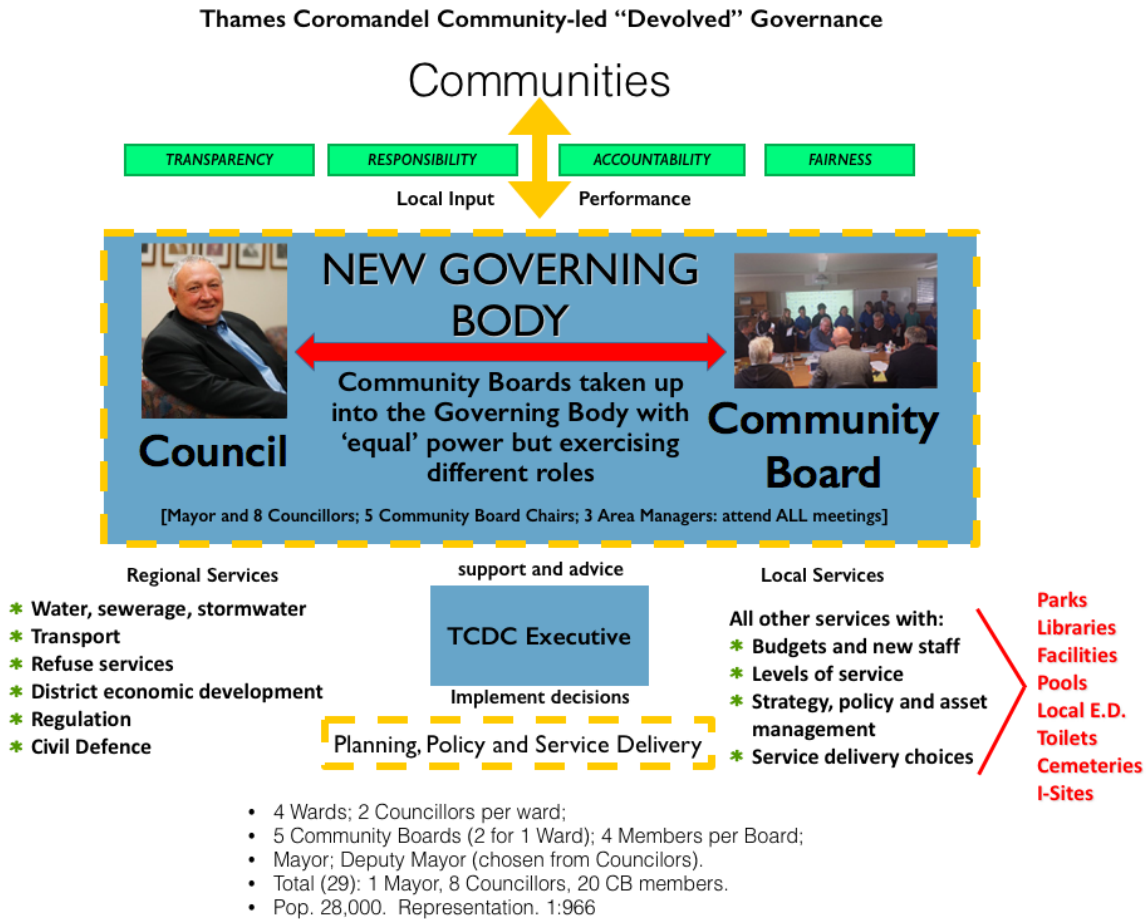 Thames Coromandel Community-led “Devolved” Governance
Communities
TRANSPARENCY
RESPONSIBILITY
ACCOUNTABILITY
FAIRNESS
Local Input
Performance
NEW GOVERNING
BODY
Community Boards taken up
into the Governing Body with
‘equal’ power but exercising
different roles
Council
Community
Board
[Mayor and 8 Councillors; 5 Community Board Chairs; 3 Area Managers: attend ALL meetings]
Regional Services
* Water, sewerage, stormwater
* Transport
* Refuse services
* District economic development
* Regulation
* Civil Defence
support and advice
TCDC Executive
Implement decisions
Planning, Policy and Service Delivery
Local Services
All other services with:
* Budgets and new staff
* Levels of service
* Strategy, policy and asset
management
* Service delivery choices
Parks
Libraries
Facilities
Pools
Local E.D.
Toilets
Cemeteries
I-Sites
• 4 Wards; 2 Councillors per ward;
• 5 Community Boards (2 for 1 Ward); 4 Members per Board;
• Mayor; Deputy Mayor (chosen from Councilors).
• Total (29): 1 Mayor, 8 Councillors, 20 CB members.
• Pop. 28,000. Representation. 1:966